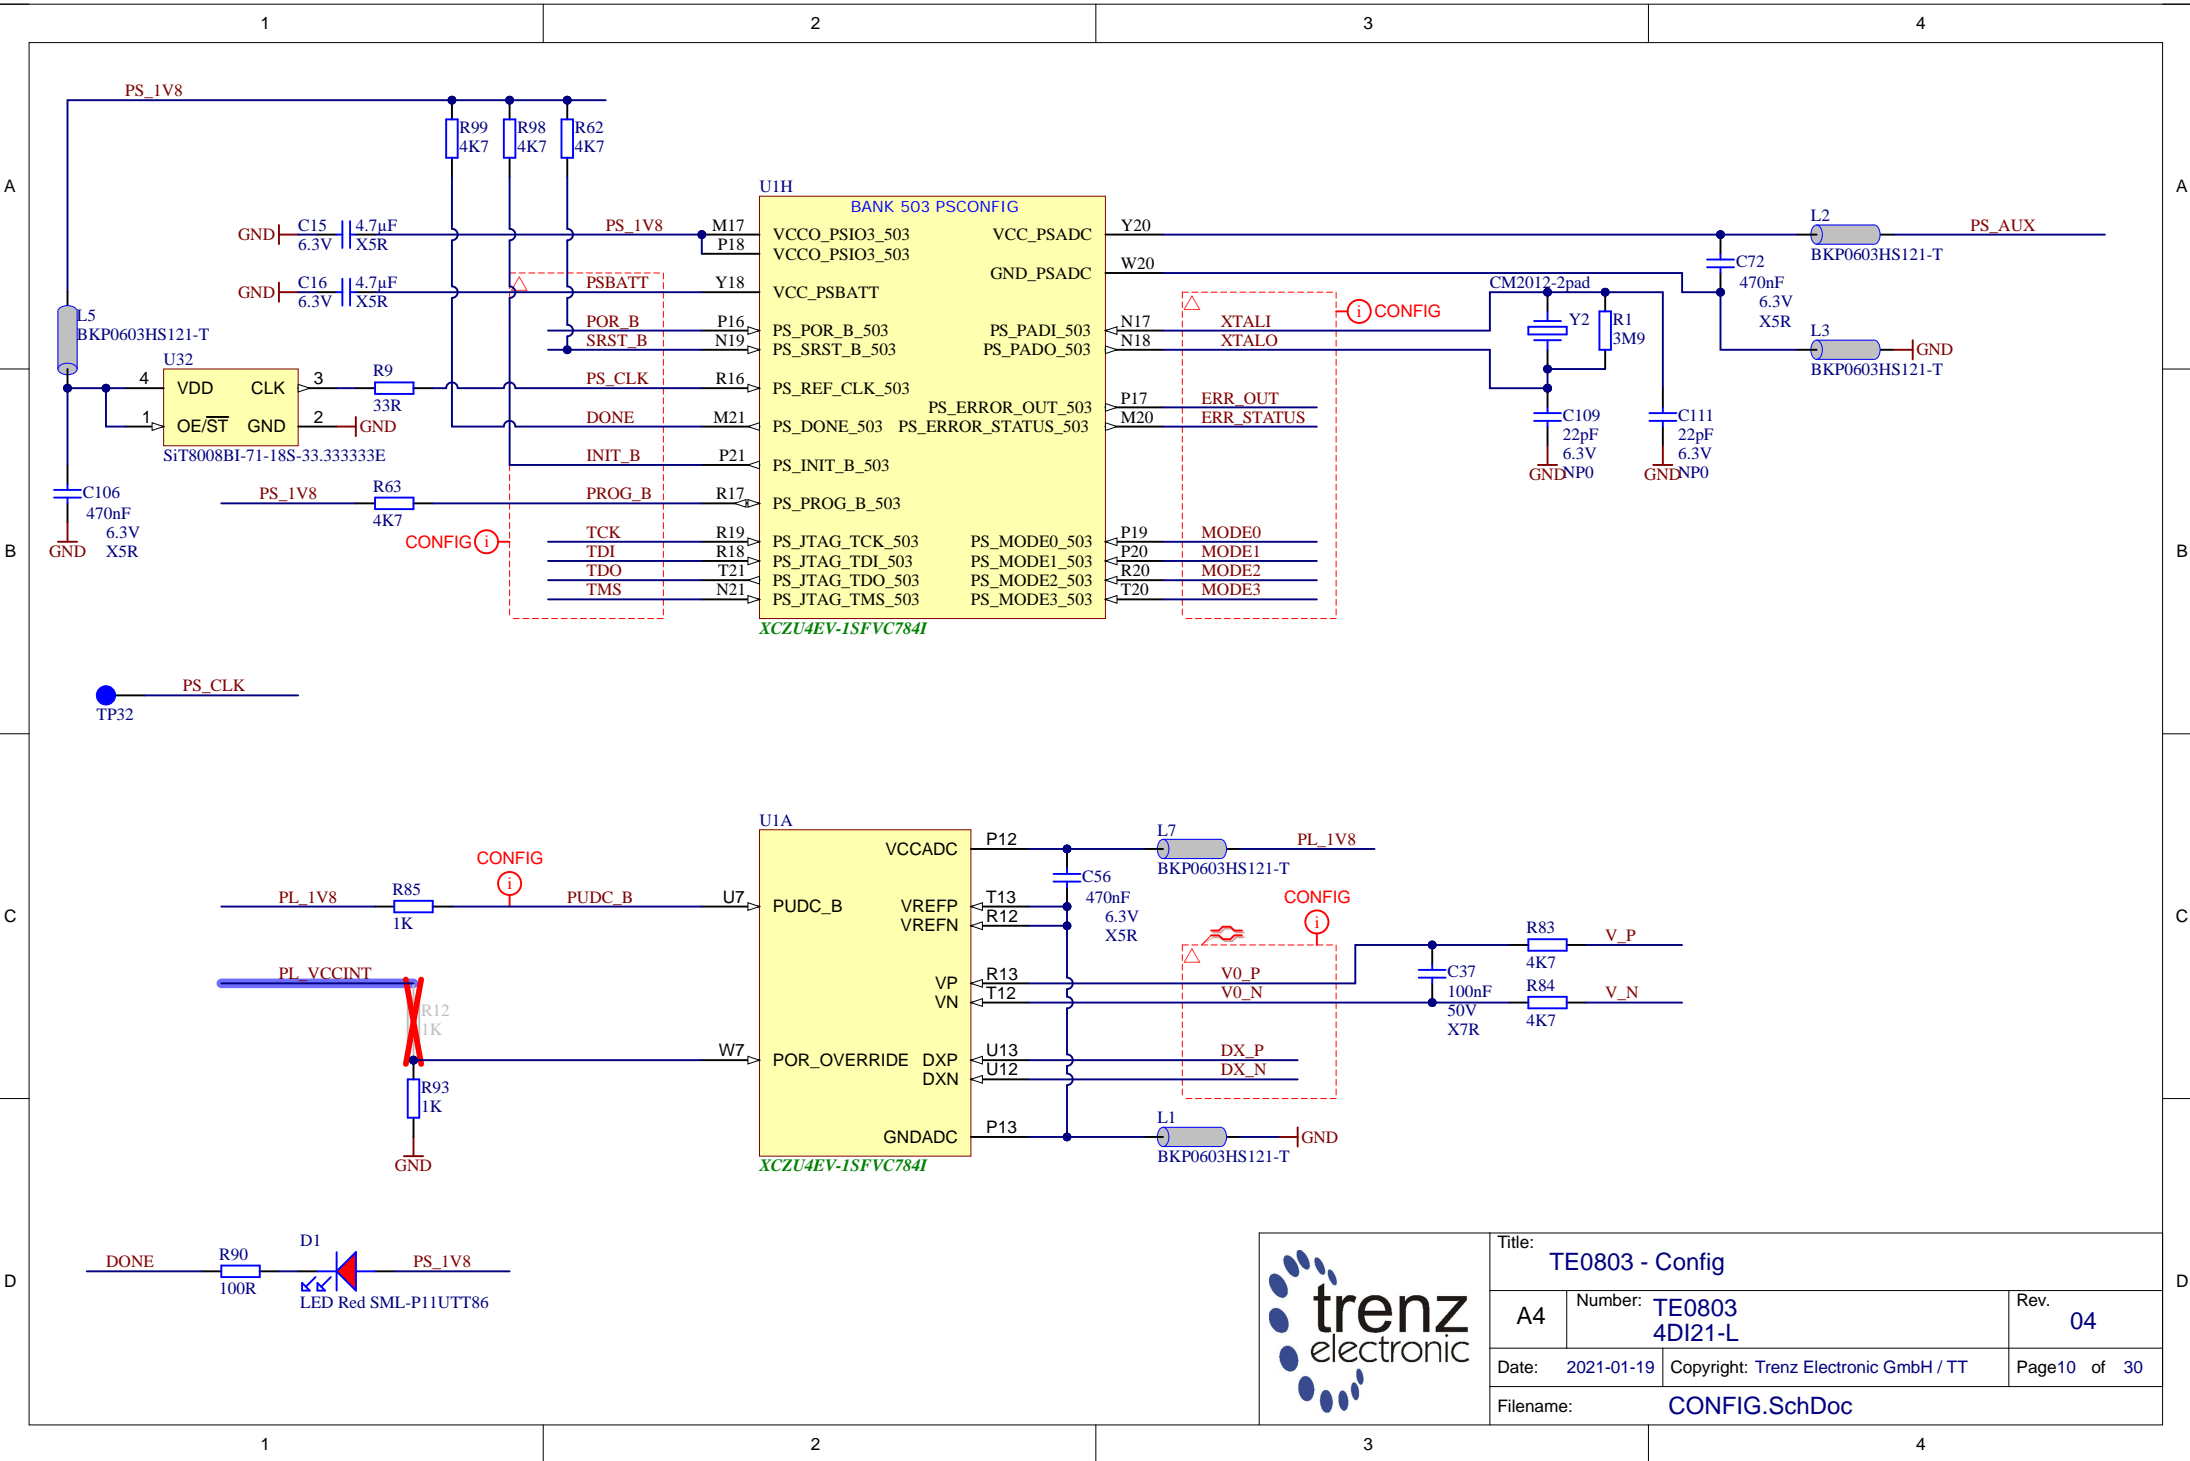 1 2 3 4
A A
B B
C C
D D
1 2 3 4
PS_1V8
R99
4K7
R98
4K7
R62
4K7
GND
C15
6.3V
4.7µF
X5R
PS_1V8
GND
C16
6.3V
4.7µF
X5R
PSBATT
L5
BKP0603HS121-T
U32
4 VDD CLK 3
1 OE/ST GND 2
GND
SiT8008BI-71-18S-33.333333E
R9
33R
C106
470nF
6.3V
X5R
GND
PS_1V8
R63
4K7
CONFIG
i
POR_B
SRST_B
PS_CLK
DONE
INIT_B
PROG_B
TCK
TDI
TDO
TMS
U1H
BANK 503 PSCONFIG
M17 VCCO_PSIO3_503
P18 VCCO_PSIO3_503
Y18 VCC_PSBATT
P16 PS_POR_B_503
N19 PS_SRST_B_503
R16 PS_REF_CLK_503
M21 PS_DONE_503
P21 PS_INIT_B_503
R17 PS_PROG_B_503
R19 PS_JTAG_TCK_503
R18 PS_JTAG_TDI_503
T21 PS_JTAG_TDO_503
N21 PS_JTAG_TMS_503
VCC_PSADC Y20
GND_PSADC W20
PS_PADI_503 N17
PS_PADO_503 N18
PS_ERROR_OUT_503 P17
PS_ERROR_STATUS_503 M20
PS_MODE0_503 P19
PS_MODE1_503 P20
PS_MODE2_503 R20
PS_MODE3_503 T20
XCZU4EV-1SFVC784I
XTALI
XTALO
ERR_OUT
ERR_STATUS
MODE0
MODE1
MODE2
MODE3
i
CONFIG
CM2012-2pad
Y2
R1
3M9
C109
22pF
6.3V
NP0
GND
C111
22pF
6.3V
NP0
GND
C72
470nF
6.3V
X5R
L2
BKP0603HS121-T
PS_AUX
L3
BKP0603HS121-T
GND
TP32
PS_CLK
PL_1V8
R85
1K
CONFIG
i
PUDC_B
PL_VCCINT
R12
1K
R93
1K
GND
U1A
U7 PUDC_B
W7 POR_OVERRIDE
VCCADC P12
VREFP T13
VREFN R12
VP R13
VN T12
DXP U13
DXN U12
GNDADC P13
XCZU4EV-1SFVC784I
C56
470nF
6.3V
X5R
L7
BKP0603HS121-T
PL_1V8
CONFIG
i
V0_P
V0_N
DX_P
DX_N
C37
100nF
50V
X7R
R83
4K7
V_P
R84
4K7
V_N
L1
BKP0603HS121-T
GND
DONE
R90
100R
D1
LED Red SML-P11UTT86
PS_1V8
trenz
electronic
Title:
TE0803 - Config
A4
Number: TE0803
4DI21-L
Rev.
04
Date: 2021-01-19
Copyright: Trenz Electronic GmbH / TT
Page10 of 30
Filename: CONFIG.SchDoc